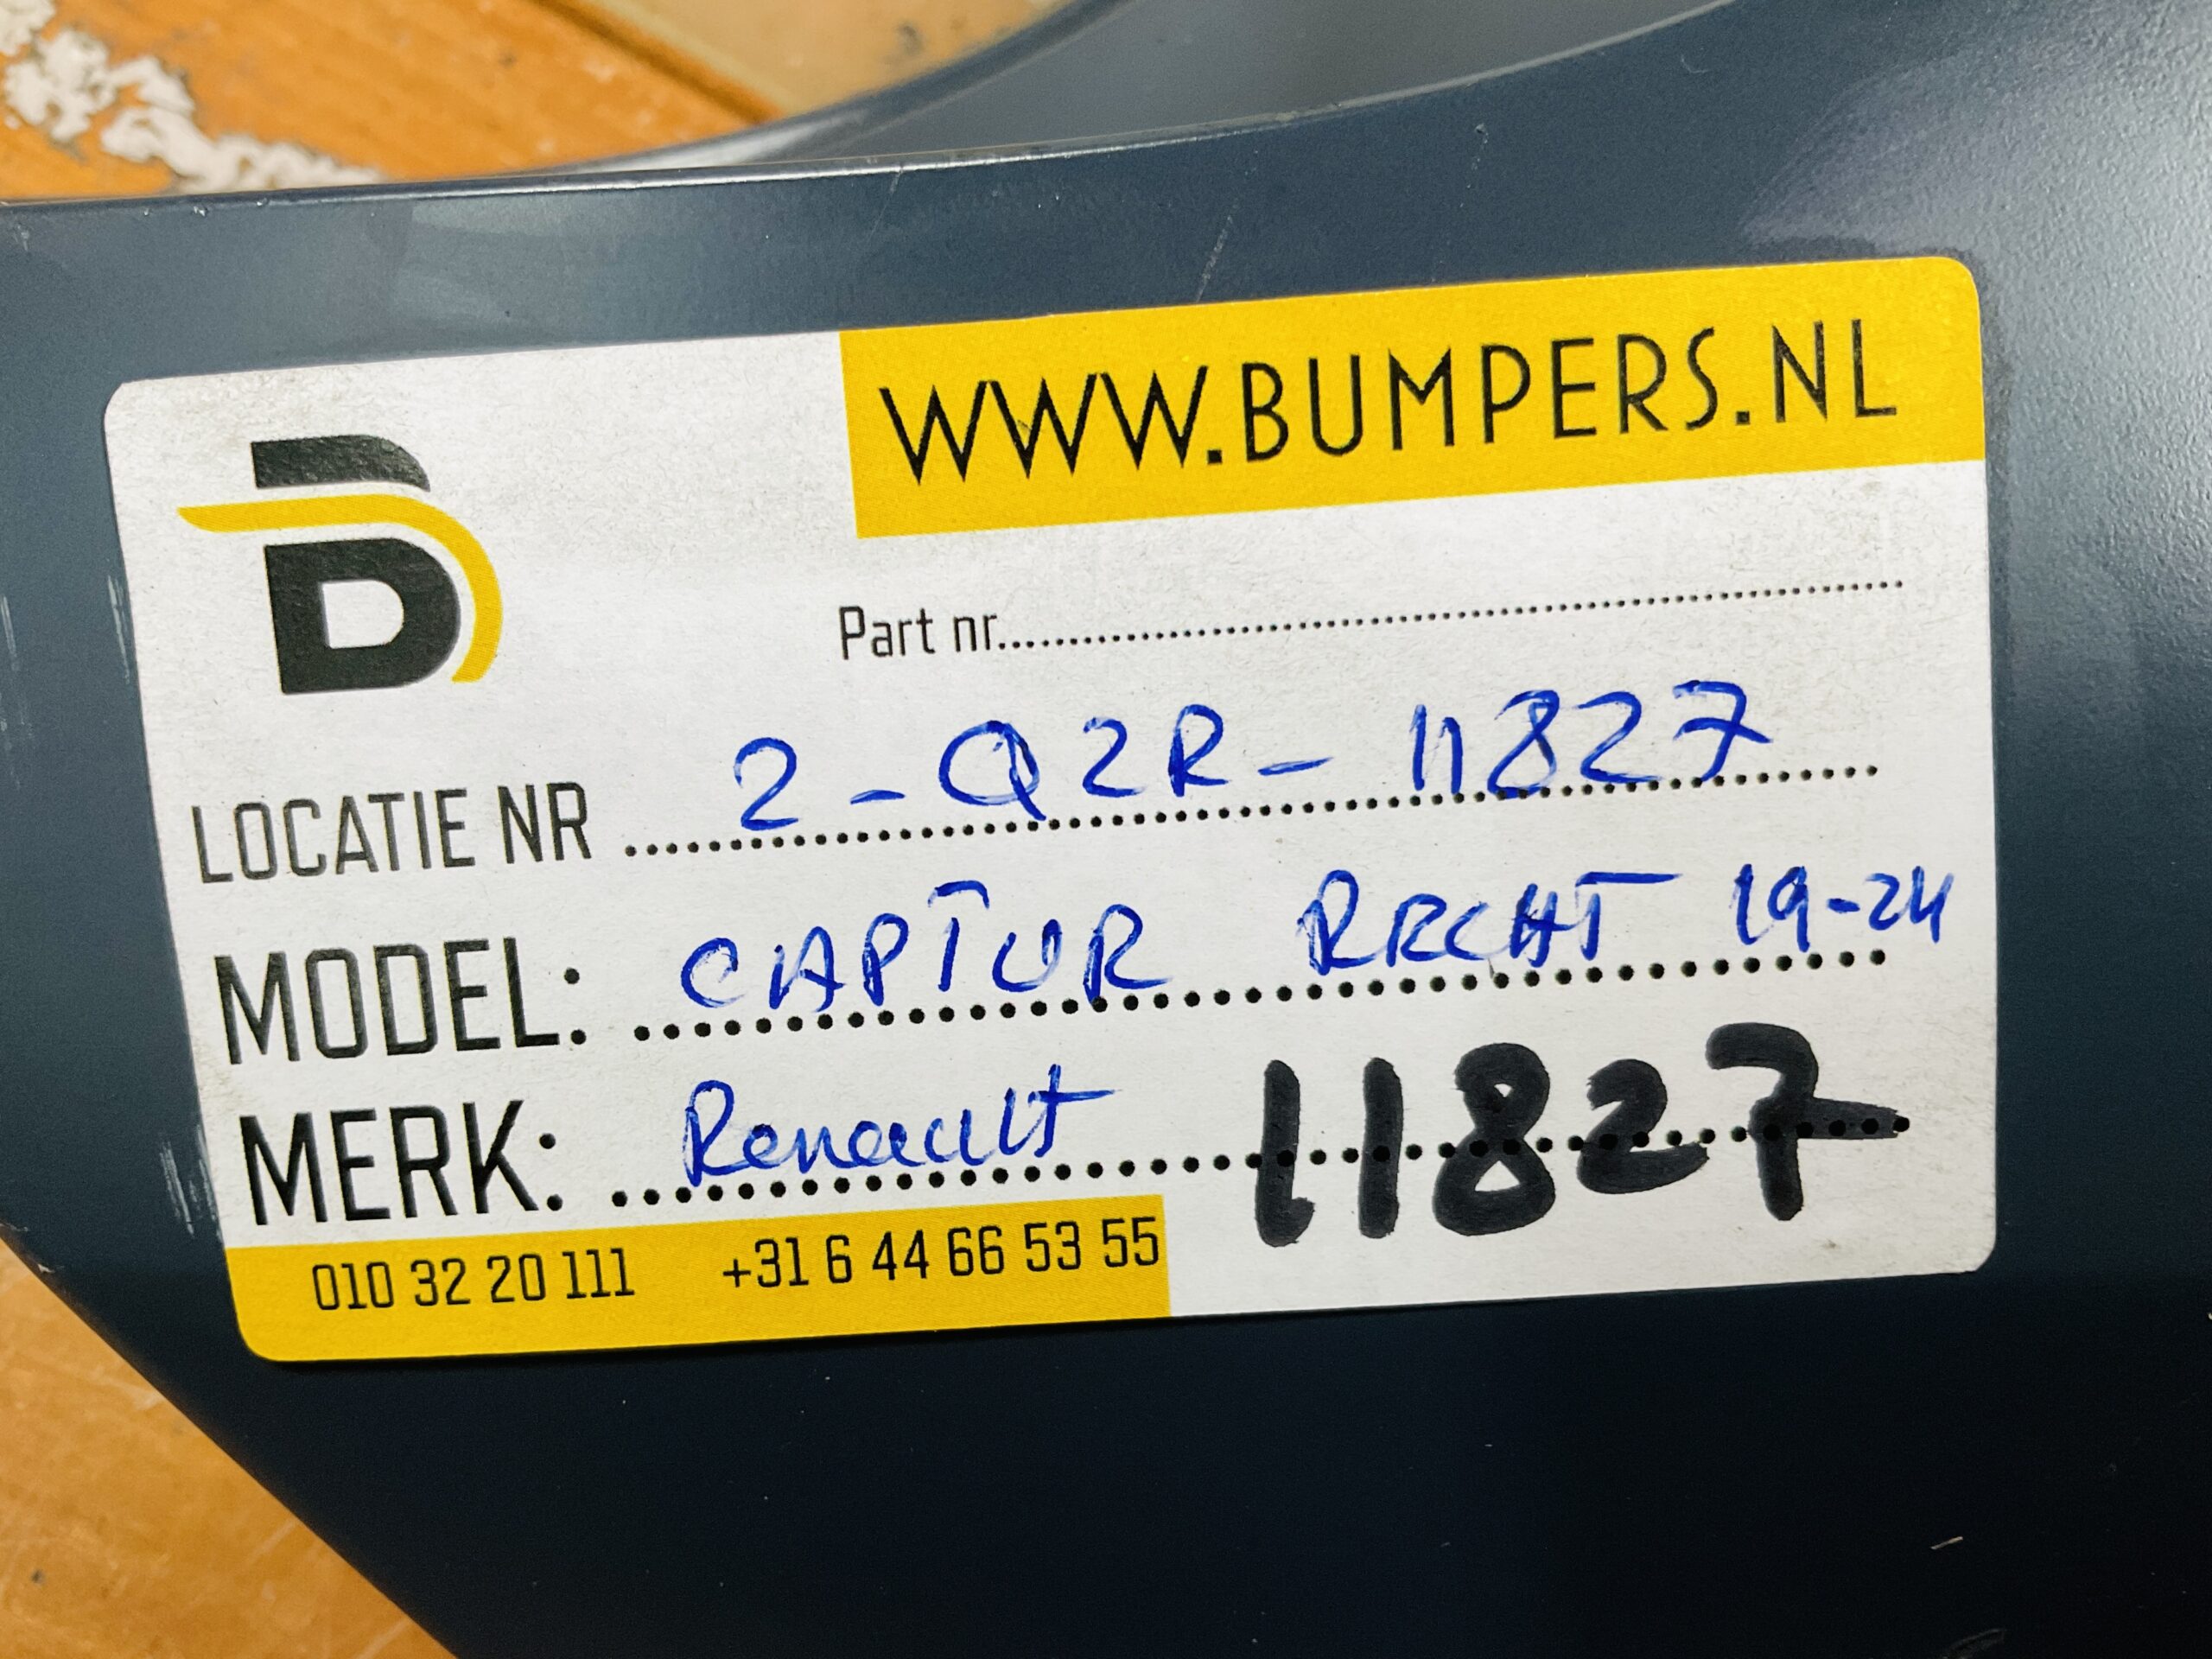 B
WWW.BUMPERS.NL
Part nr...
LOCATIE NR 2-Q2R-11827
MODEL: CAPTUR RECHT 19-24
MERK: Renault 11827
010 32 20 111 +31 6 44 66 53 55